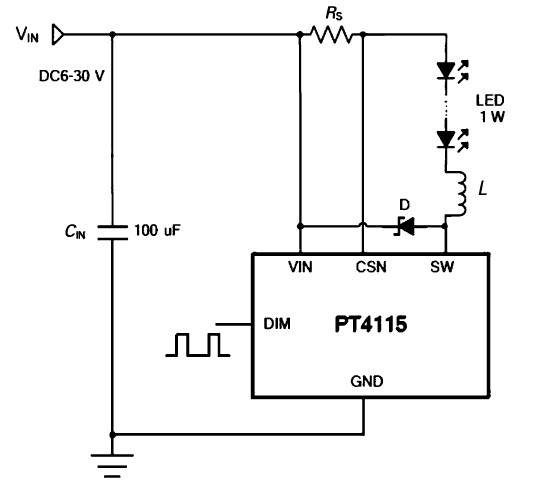 RS
VIN
DC6-30 V
LED
1 W
L
D
CIN
100 uF
VIN
CSN
SW
DIM
PT4115
GND